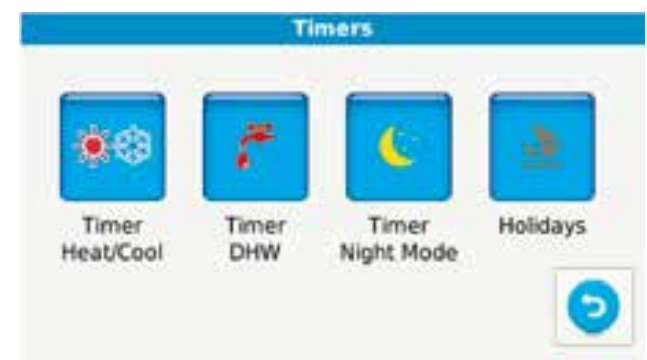 Timers
Timer
Heat/Cool
Timer
DHW
Timer
Night Mode
Holidays